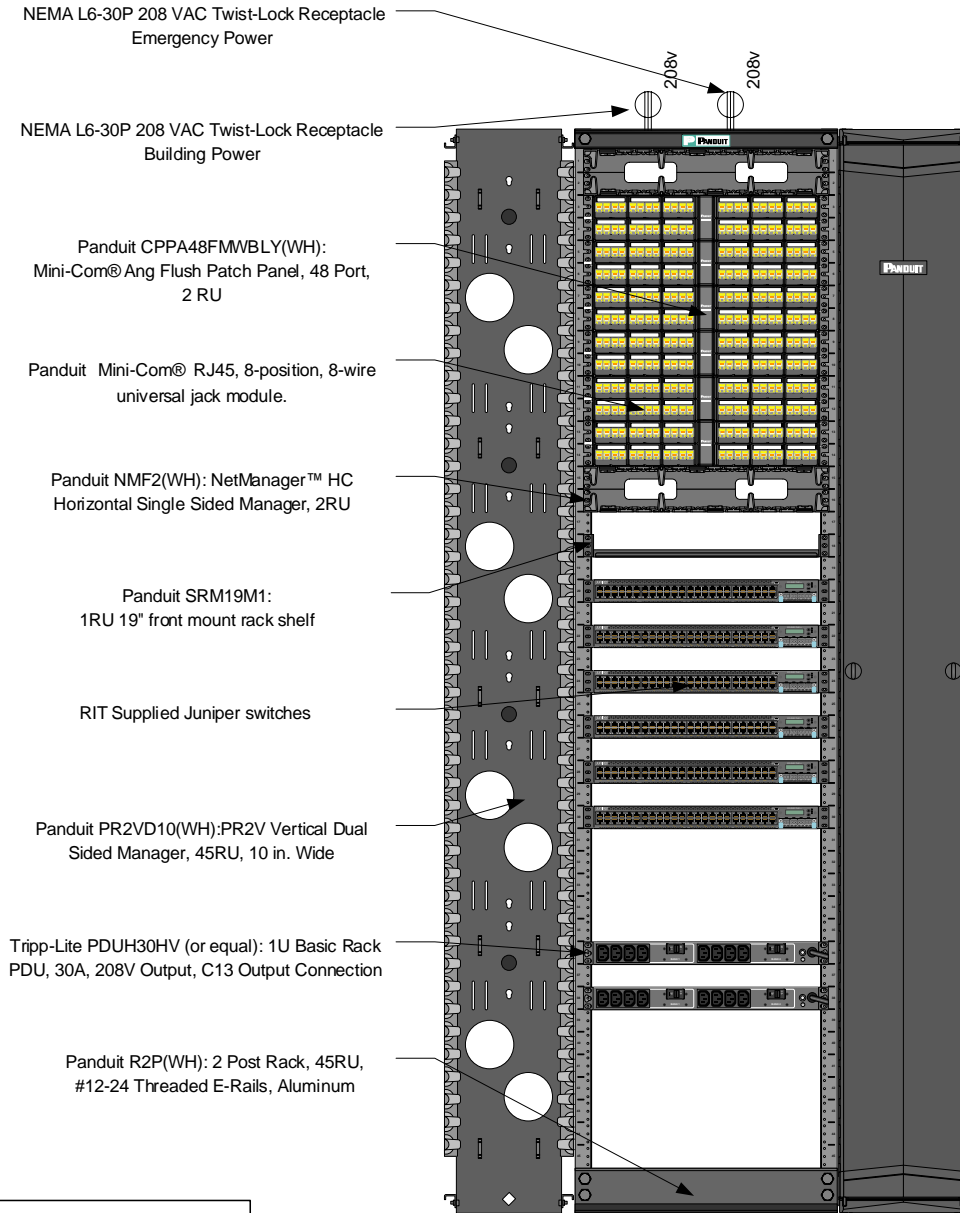 NEMA L6-30P 208 VAC Twist-Lock Receptacle
Emergency Power
208v
208v
NEMA L6-30P 208 VAC Twist-Lock Receptacle
Building Power
PANDUIT
Panduit CPPA48FMWBLY(WH):
Mini-Com® Ang Flush Patch Panel, 48 Port,
2 RU
PANDUIT
Panduit Mini-Com® RJ45, 8-position, 8-wire
universal jack module.
Panduit NMF2(WH): NetManager™ HC
Horizontal Single Sided Manager, 2RU
Panduit SRM19M1:
1RU 19" front mount rack shelf
RIT Supplied Juniper switches
Panduit PR2VD10(WH):PR2V Vertical Dual
Sided Manager, 45RU, 10 in. Wide
Tripp-Lite PDUH30HV (or equal): 1U Basic Rack
PDU, 30A, 208V Output, C13 Output Connection
Panduit R2P(WH): 2 Post Rack, 45RU,
#12-24 Threaded E-Rails, Aluminum